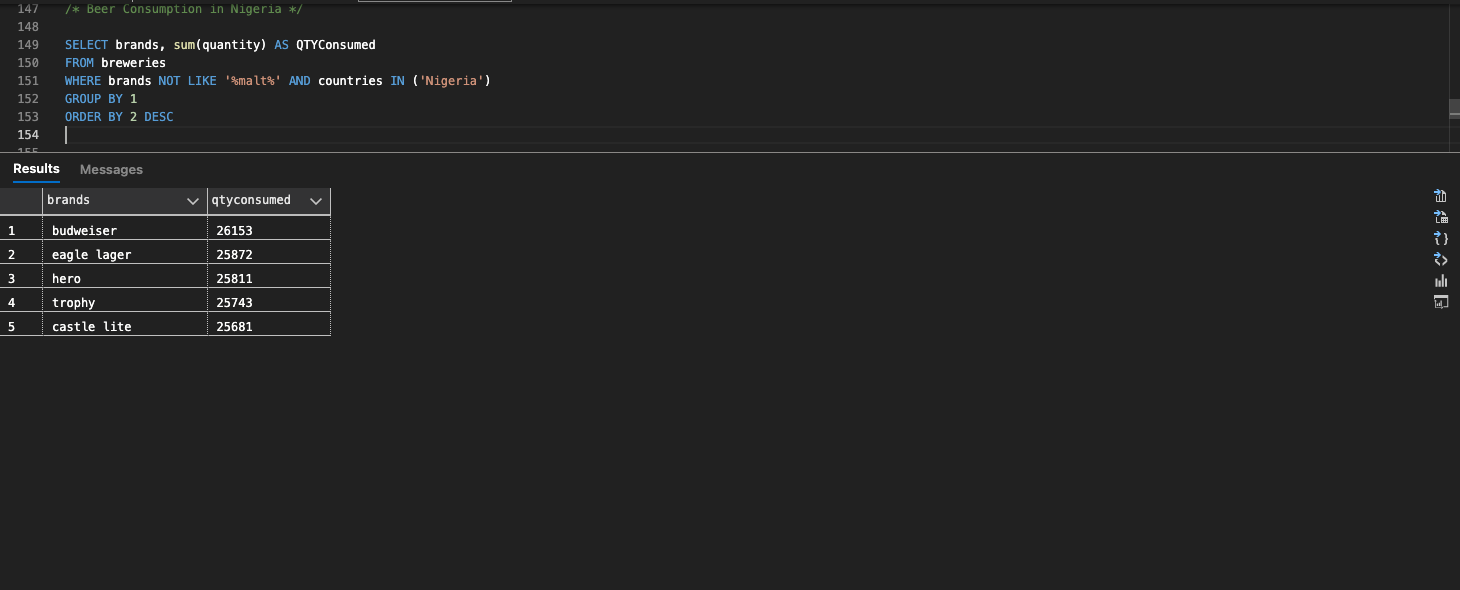 147 /* Beer Consumption in Nigeria */
148
149 SELECT brands, sum(quantity) AS QTYConsumed
150 FROM breweries
151 WHERE brands NOT LIKE '%malt%' AND countries IN ('Nigeria')
152 GROUP BY 1
153 ORDER BY 2 DESC
154
155
Results Messages
brands qtyconsumed
1 budweiser 26153
2 eagle lager 25872
3 hero 25811
4 trophy 25743
5 castle lite 25681